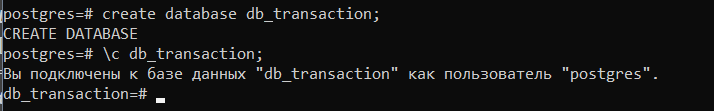 postgres=# create database db_transaction;
CREATE DATABASE
postgres=# \c db_transaction;
Вы подключены к базе данных "db_transaction" как пользователь "postgres".
db_transaction=#